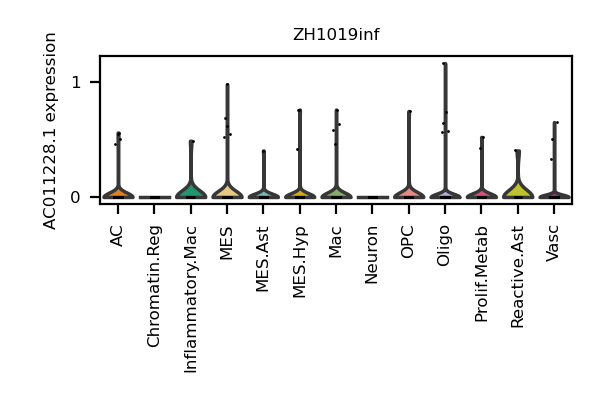 ZH1019inf
AC011228.1 expression
1
0
AC
Chromatin.Reg
Inflammatory.Mac
MES
MES.Ast
MES.Hyp
Mac
Neuron
OPC
Oligo
Prolif.Metab
Reactive.Ast
Vasc